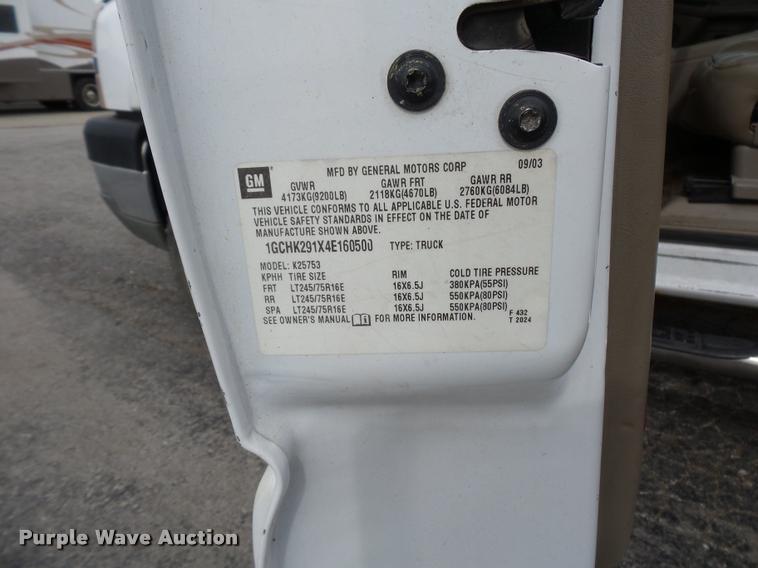 MFD BY GENERAL MOTORS CORP 09/03
GM
GVWR GAWR FRT GAWR RR
4173KG(9200LB) 2118KG(4670LB) 2760KG(6084LB)
THIS VEHICLE CONFORMS TO ALL APPLICABLE U.S. FEDERAL MOTOR
VEHICLE SAFETY STANDARDS IN EFFECT ON THE DATE OF
MANUFACTURE SHOWN ABOVE.
1GCHK291X4E160500 TYPE: TRUCK
MODEL: K25753
KPHH TIRE SIZE RIM COLD TIRE PRESSURE
FRT LT245/75R16E 16X6.5J 380KPA(55PSI)
RR LT245/75R16E 16X6.5J 550KPA(80PSI)
SPA LT245/75R16E 16X6.5J 550KPA(80PSI)
SEE OWNER'S MANUAL FOR MORE INFORMATION.
F 432
T 2024
Purple Wave Auction